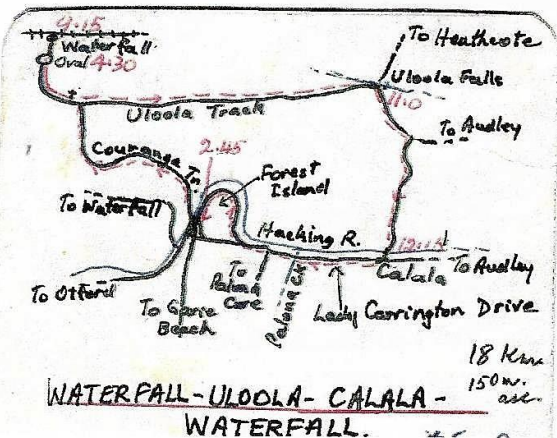 9.15
Waterfall
Oval 4.30
To Heathcote
Uloola Falls
11.0
Uloola Track
To Audley
Couranga Tr.
2.45
Forest
Island
To Waterfall
Hacking R.
12.15
To Audley
Calala
To Otford
To Garie
Beach
To
Palona
Cave
Palona Ck
Lady Carrington Drive
18 Km
150m.
asc.
WATERFALL-ULOOLA-CALALA-
WATERFALL.